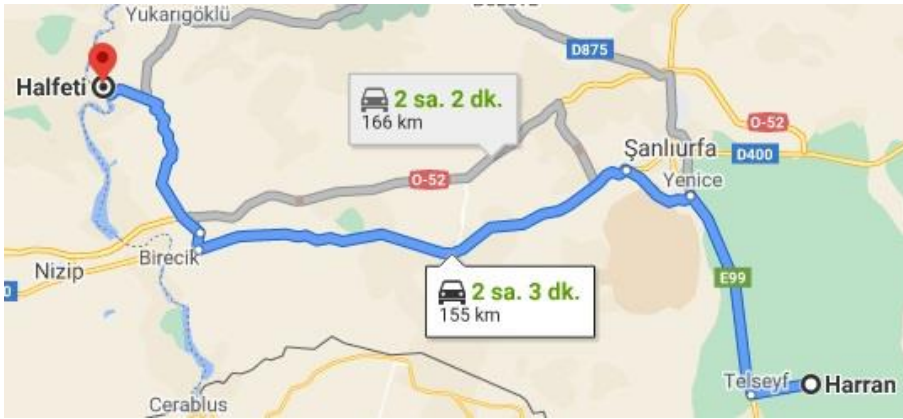 Yukarıgöklü
D875
Halfeti
2 sa. 2 dk.
166 km
O-52
Şanlıurfa
D400
O-52
Yenice
Birecik
Nizip
E99
2 sa. 3 dk.
155 km
0
Telseyf
Harran
Cerablus